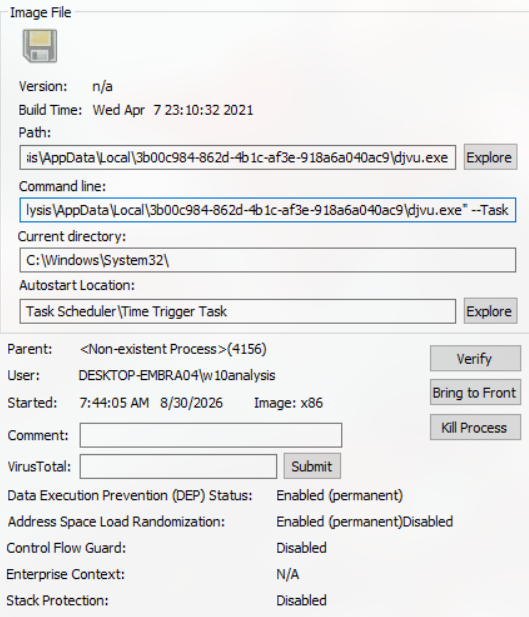 Image File
Version: n/a
Build Time: Wed Apr 7 23:10:32 2021
Path:
\AppData\Local\3b00c984-862d-4b1c-af3e-918a6a040ac9\djvu.exe Explore
Command line:
lysis\AppData\Local\3b00c984-862d-4b1c-af3e-918a6a040ac9\djvu.exe" --Task
Current directory:
C:\Windows\System32\
Autostart Location:
Task Scheduler\Time Trigger Task Explore
Parent: <Non-existent Process>(4156)
Verify
User: DESKTOP-EMBRA04\w10analysis
Bring to Front
Started: 7:44:05 AM 8/30/2026 Image: x86
Kill Process
Comment:
VirusTotal: Submit
Data Execution Prevention (DEP) Status: Enabled (permanent)
Address Space Load Randomization: Enabled (permanent)Disabled
Control Flow Guard: Disabled
Enterprise Context: N/A
Stack Protection: Disabled